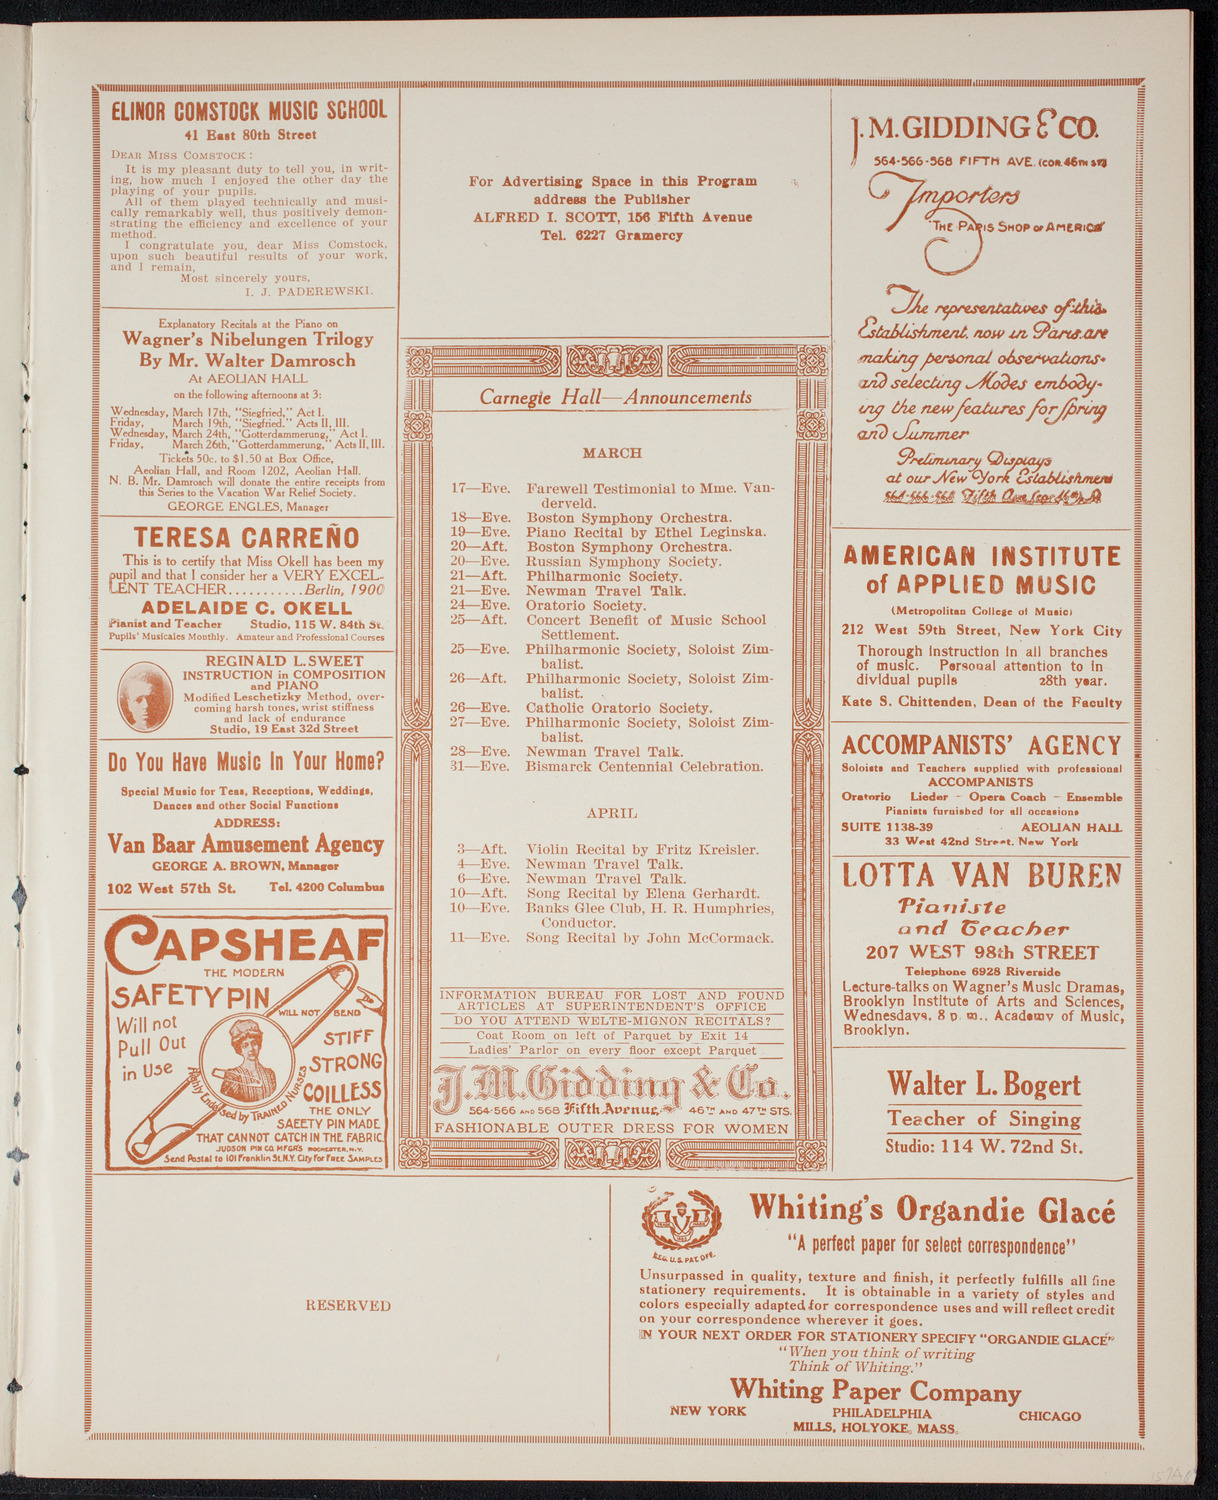 ELINOR COMSTOCK MUSIC SCHOOL
41 East 80th Street
DEAR MISS COMSTOCK:
It is my pleasant duty to tell you, in writ-
ing, how much I enjoyed the other day the
playing of your pupils.
All of them played technically and musi-
cally remarkably well, thus positively demon-
strating the efficiency and excellence of your
method.
I congratulate you, dear Miss Comstock,
upon such beautiful results of your work,
and I remain,
Most sincerely yours,
I. J. PADEREWSKI.
Explanatory Recitals at the Piano on
Wagner's Nibelungen Trilogy
By Mr. Walter Damrosch
At AEOLIAN HALL
on the following afternoons at 3:
Wednesday, March 17th, "Siegfried," Act I.
Friday, March 19th, "Siegfried." Acts II, III.
Wednesday, March 24th, "Gotterdammerung," Act I.
Friday, March 26th, "Gotterdammerung," Acts II, III.
Tickets 50c. to $1.50 at Box Office,
Aeolian Hall, and Room 1202, Aeolian Hall.
N. B. Mr. Damrosch will donate the entire receipts from
this Series to the Vacation War Relief Society.
GEORGE ENGLES, Manager
TERESA CARREÑO
This is to certify that Miss Okell has been my
pupil and that I consider her a VERY EXCEL-
LENT TEACHER...........Berlin, 1900
ADELAIDE C. OKELL
Pianist and Teacher Studio, 115 W. 84th St.
Pupils' Musicales Monthly. Amateur and Professional Courses
REGINALD L. SWEET
INSTRUCTION in COMPOSITION
and PIANO
Modified Leschetizky Method, over-
coming harsh tones, wrist stiffness
and lack of endurance
Studio, 19 East 32d Street
Do You Have Music In Your Home?
Special Music for Teas, Receptions, Weddings,
Dances and other Social Functions
ADDRESS:
Van Baar Amusement Agency
GEORGE A. BROWN, Manager
102 West 57th St. Tel. 4200 Columbus
CAPSHEAF
THE MODERN
SAFETY PIN
WILL NOT BEND
Will not
Pull Out
in Use
STIFF
STRONG
COILLESS
Highly Endorsed by TRAINED NURSES
THE ONLY
SAFETY PIN MADE
THAT CANNOT CATCH IN THE FABRIC.
JUDSON PIN CO. MFGRS ROCHESTER, N.Y.
Send Postal to 101 Franklin St. N.Y. City for FREE SAMPLES
For Advertising Space in this Program
address the Publisher
ALFRED I. SCOTT, 156 Fifth Avenue
Tel. 6227 Gramercy
Carnegie Hall—Announcements
MARCH
17—Eve. Farewell Testimonial to Mme. Van-
derveld.
18—Eve. Boston Symphony Orchestra.
19—Eve. Piano Recital by Ethel Leginska.
20—Aft. Boston Symphony Orchestra.
20—Eve. Russian Symphony Society.
21—Aft. Philharmonic Society.
21—Eve. Newman Travel Talk.
24—Eve. Oratorio Society.
25—Aft. Concert Benefit of Music School
Settlement.
25—Eve. Philharmonic Society, Soloist Zim-
balist.
26—Aft. Philharmonic Society, Soloist Zim-
balist.
26—Eve. Catholic Oratorio Society.
27—Eve. Philharmonic Society, Soloist Zim-
balist.
28—Eve. Newman Travel Talk.
31—Eve. Bismarck Centennial Celebration.
APRIL
3—Aft. Violin Recital by Fritz Kreisler.
4—Eve. Newman Travel Talk.
6—Eve. Newman Travel Talk.
10—Aft. Song Recital by Elena Gerhardt.
10—Eve. Banks Glee Club, H. R. Humphries,
Conductor.
11—Eve. Song Recital by John McCormack.
INFORMATION BUREAU FOR LOST AND FOUND
ARTICLES AT SUPERINTENDENT'S OFFICE
DO YOU ATTEND WELTE-MIGNON RECITALS?
Coat Room on left of Parquet by Exit 14
Ladies' Parlor on every floor except Parquet
J. M. Gidding & Co.
564-566 AND 568 Fifth Avenue, 46TH AND 47TH STS.
FASHIONABLE OUTER DRESS FOR WOMEN
J. M. GIDDING & CO.
564-566-568 FIFTH AVE. (COR. 46TH ST)
Importers
"THE PARIS SHOP OF AMERICA"
The representatives of this
Establishment, now in Paris are
making personal observations
and selecting Modes embody-
ing the new features for Spring
and Summer
Preliminary Displays
at our New York Establishment
564-566-568 Fifth Ave. (cor. 46th St.
AMERICAN INSTITUTE
of APPLIED MUSIC
(Metropolitan College of Music)
212 West 59th Street, New York City
Thorough instruction in all branches
of music. Personal attention to in
dividual pupils 28th year.
Kate S. Chittenden, Dean of the Faculty
ACCOMPANISTS' AGENCY
Soloists and Teachers supplied with professional
ACCOMPANISTS
Oratorio Lieder - Opera Coach - Ensemble
Pianists furnished for all occasions
SUITE 1138-39 AEOLIAN HALL
33 West 42nd Street, New York
LOTTA VAN BUREN
Pianiste
and Teacher
207 WEST 98th STREET
Telephone 6928 Riverside
Lecture-talks on Wagner's Music Dramas,
Brooklyn Institute of Arts and Sciences,
Wednesdays, 8 p. m., Academy of Music,
Brooklyn.
Walter L. Bogert
Teacher of Singing
Studio: 114 W. 72nd St.
RESERVED
REG. U.S. PAT. OFF.
Whiting's Organdie Glacé
"A perfect paper for select correspondence"
Unsurpassed in quality, texture and finish, it perfectly fulfills all fine
stationery requirements. It is obtainable in a variety of styles and
colors especially adapted for correspondence uses and will reflect credit
on your correspondence wherever it goes.
IN YOUR NEXT ORDER FOR STATIONERY SPECIFY "ORGANDIE GLACÉ"
"When you think of writing
Think of Whiting."
Whiting Paper Company
NEW YORK PHILADELPHIA CHICAGO
MILLS, HOLYOKE, MASS.